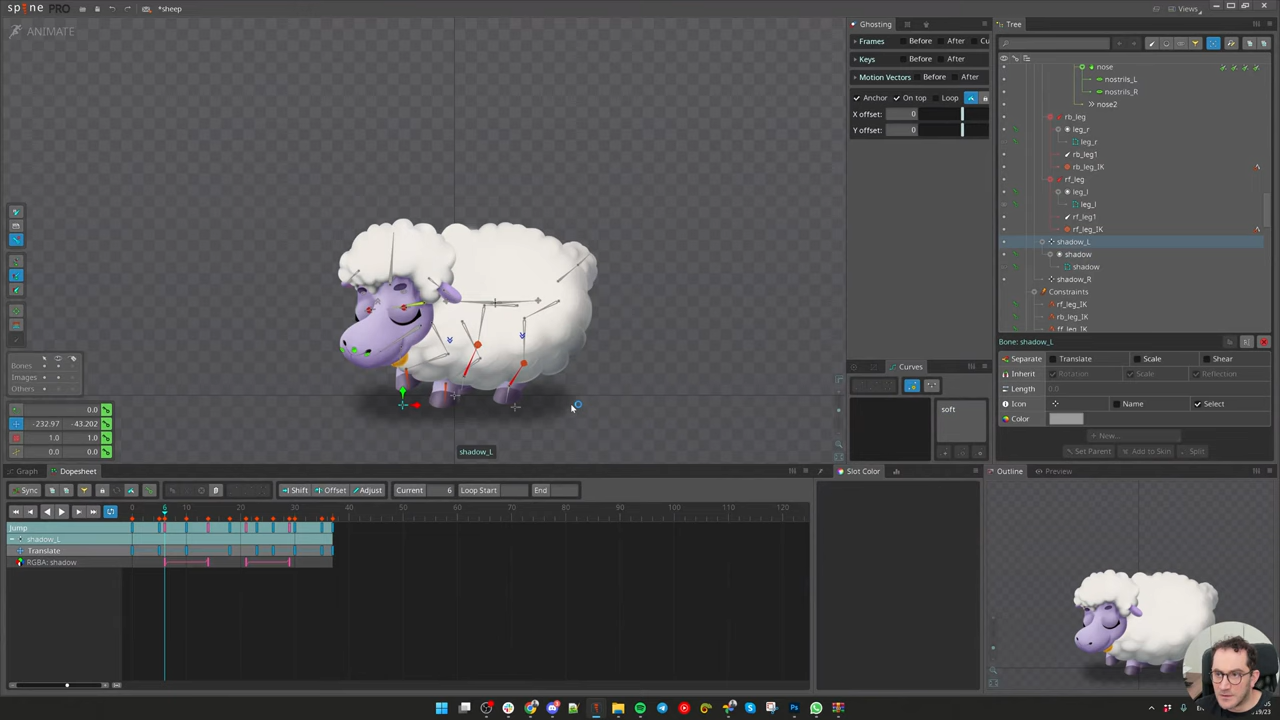 spine PRO *sheep Views
ANIMATE
Ghosting Tree
Frames Before After Cu
Keys Before After
Motion Vectors Before After
Anchor On top Loop
X offset: 0
Y offset: 0
nose
nostrils_L
nostrils_R
nose2
rb_leg
leg_r
leg_r
rb_leg1
rb_leg_IK
rf_leg
leg_l
leg_l
rf_leg1
rf_leg_IK
shadow_L
shadow
shadow
shadow_R
Constraints
rf_leg_IK
rb_leg_IK
Bone: shadow_L
Separate Translate Scale Shear
Inherit Rotation Scale Reflection
Length 0.0
Icon Name Select
Color
New...
Set Parent Add to Skin Split
Curves
soft
Bones
Images
Others
0.0
-232.97 -43.202
1.0 1.0
0.0 0.0
shadow_L
Graph Dopesheet
Slot Color
Outline Preview
Sync Shift Offset Adjust Current 6 Loop Start End
0 6 10 20 30 40 50 60 70 80 90 100 110 120
Jump
shadow_L
Translate
RGBA: shadow